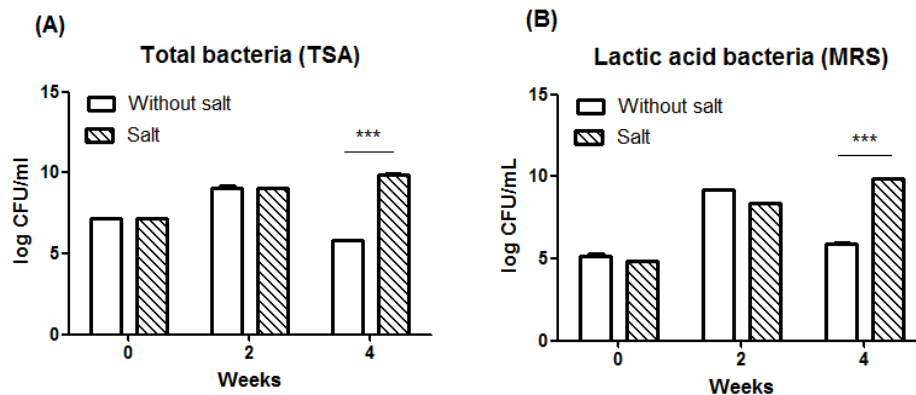 (A)
Total bacteria (TSA)
Without salt
Salt
***
log CFU/ml
15
10
5
0
0 2 4
Weeks
(B)
Lactic acid bacteria (MRS)
Without salt
Salt
***
log CFU/mL
15
10
5
0
0 2 4
Weeks